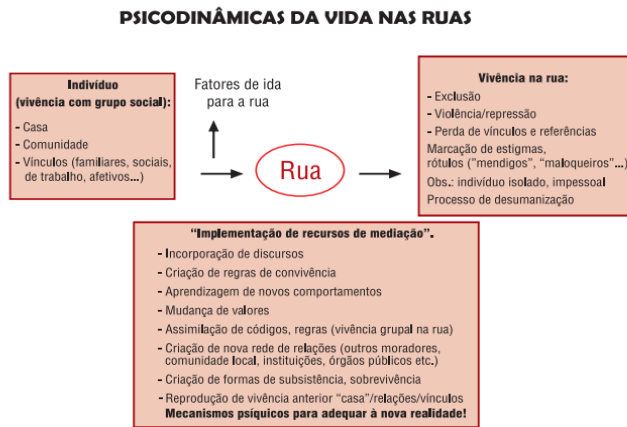 PSICODINÂMICAS DA VIDA NAS RUAS
Indivíduo
(vivência com grupo social):
- Casa
- Comunidade
- Vínculos (familiares, sociais,
de trabalho, afetivos...)
Fatores de ida
para a rua
Rua
Vivência na rua:
- Exclusão
- Violência/repressão
- Perda de vínculos e referências
Marcação de estigmas,
rótulos ("mendigos", “maloqueiros”...)
Obs.: indivíduo isolado, impessoal
Processo de desumanização
“Implementação de recursos de mediação”.
- Incorporação de discursos
- Criação de regras de convivência
- Aprendizagem de novos comportamentos
- Mudança de valores
- Assimilação de códigos, regras (vivência grupal na rua)
- Criação de nova rede de relações (outros moradores,
comunidade local, instituições, órgãos públicos etc.)
- Criação de formas de subsistência, sobrevivência
- Reprodução de vivência anterior “casa”/relações/vínculos
Mecanismos psíquicos para adequar à nova realidade!